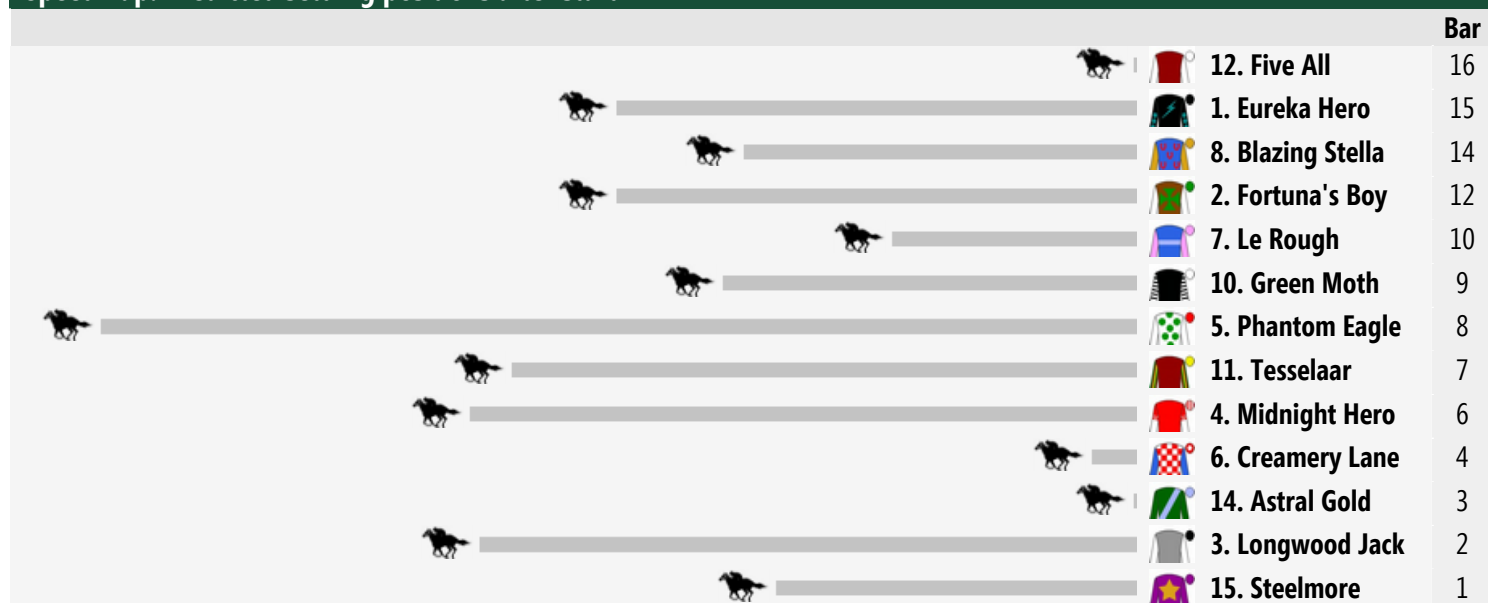 Bar
12. Five All 16
1. Eureka Hero 15
8. Blazing Stella 14
2. Fortuna's Boy 12
7. Le Rough 10
10. Green Moth 9
5. Phantom Eagle 8
11. Tesselaar 7
4. Midnight Hero 6
6. Creamery Lane 4
14. Astral Gold 3
3. Longwood Jack 2
15. Steelmore 1